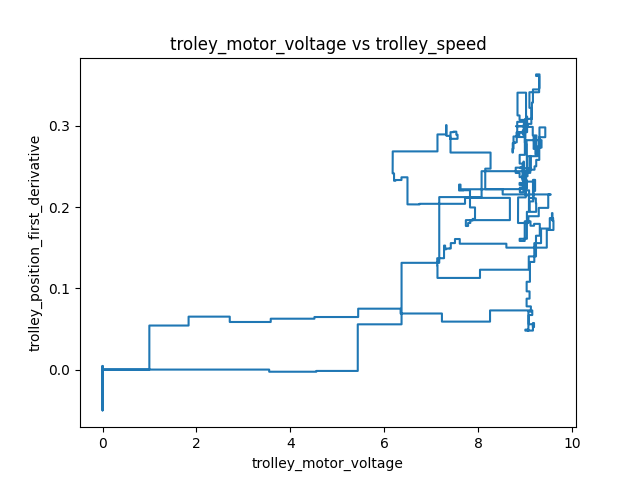 troley_motor_voltage vs trolley_speed
trolley_position_first_derivative
0.3
0.2
0.1
0.0
0 2 4 6 8 10
trolley_motor_voltage